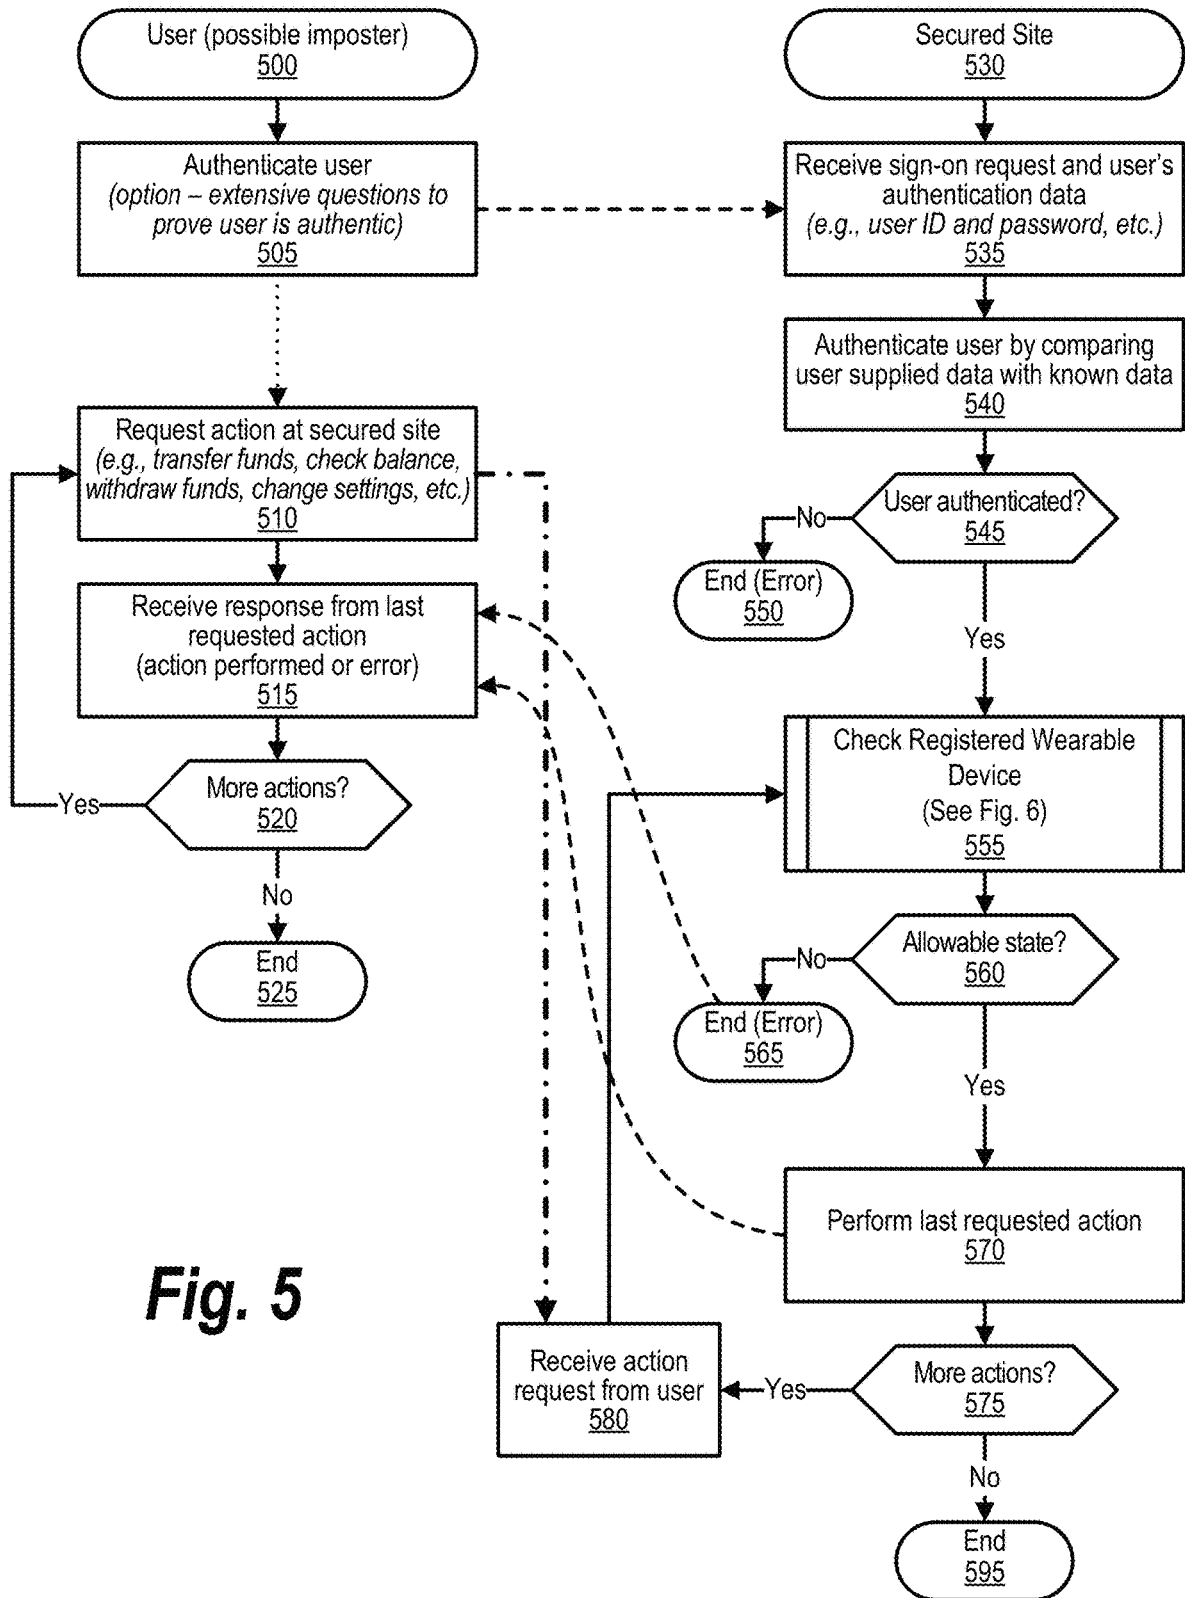 User (possible imposter)
500
Authenticate user
(option – extensive questions to
prove user is authentic)
505
Request action at secured site
(e.g., transfer funds, check balance,
withdraw funds, change settings, etc.)
510
Receive response from last
requested action
(action performed or error)
515
More actions?
520
Yes
No
End
525
Secured Site
530
Receive sign-on request and user's
authentication data
(e.g., user ID and password, etc.)
535
Authenticate user by comparing
user supplied data with known data
540
User authenticated?
545
No
End (Error)
550
Yes
Check Registered Wearable
Device
(See Fig. 6)
555
Allowable state?
560
No
End (Error)
565
Yes
Perform last requested action
570
More actions?
575
Yes
Receive action
request from user
580
No
End
595
Fig. 5